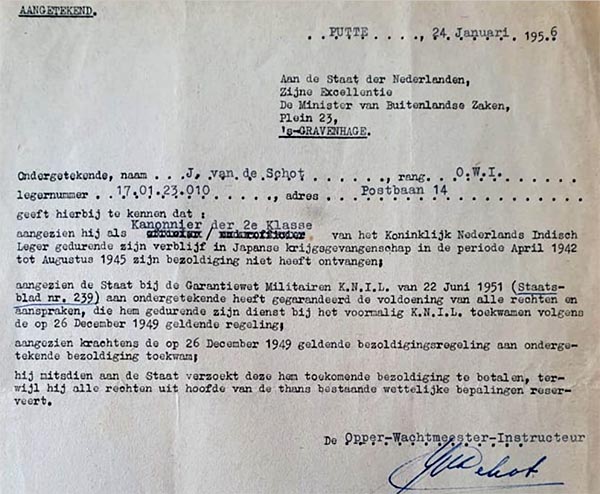 AANGETEKEND.
. . PUTTE . . . ., . 24 Januari . 1956
Aan de Staat der Nederlanden,
Zijne Excellentie
De Minister van Buitenlandse Zaken,
Plein 23,
's-GRAVENHAGE.
Ondergetekende, naam . . . J. van de Schot . . . . . . ., rang. . O.W.I. . . . .
legernummer . . 17.01.23.010 . . . . ., adres . . . . Postbaan 14 . . . . . . . . .
geeft hierbij te kennen dat :
Kanonnier der 2e Klasse
aangezien hij als officier / onderofficier . van het Koninklijk Nederlands Indisch
Leger gedurende zijn verblijf in Japanse krijgsgevangenschap in de periode April 1942
tot Augustus 1945 zijn bezoldiging niet heeft ontvangen;
aangezien de Staat bij de Garantiewet Militairen K.N.I.L. van 22 Juni 1951 (Staats-
blad nr. 239) aan ondergetekende heeft gegarandeerd de voldoening van alle rechten en
aanspraken, die hem gedurende zijn dienst bij het voormalig K.N.I.L. toekwamen volgens
de op 26 December 1949 geldende regeling;
aangezien krachtens de op 26 December 1949 geldende bezoldigingsregeling aan onderge-
tekende bezoldiging toekwam;
hij mitsdien aan de Staat verzoekt deze hem toekomende bezoldiging te betalen, ter-
wijl hij alle rechten uit hoofde van de thans bestaande wettelijke bepalingen reser-
veert.
De Opper-Wachtmeester-Instructeur